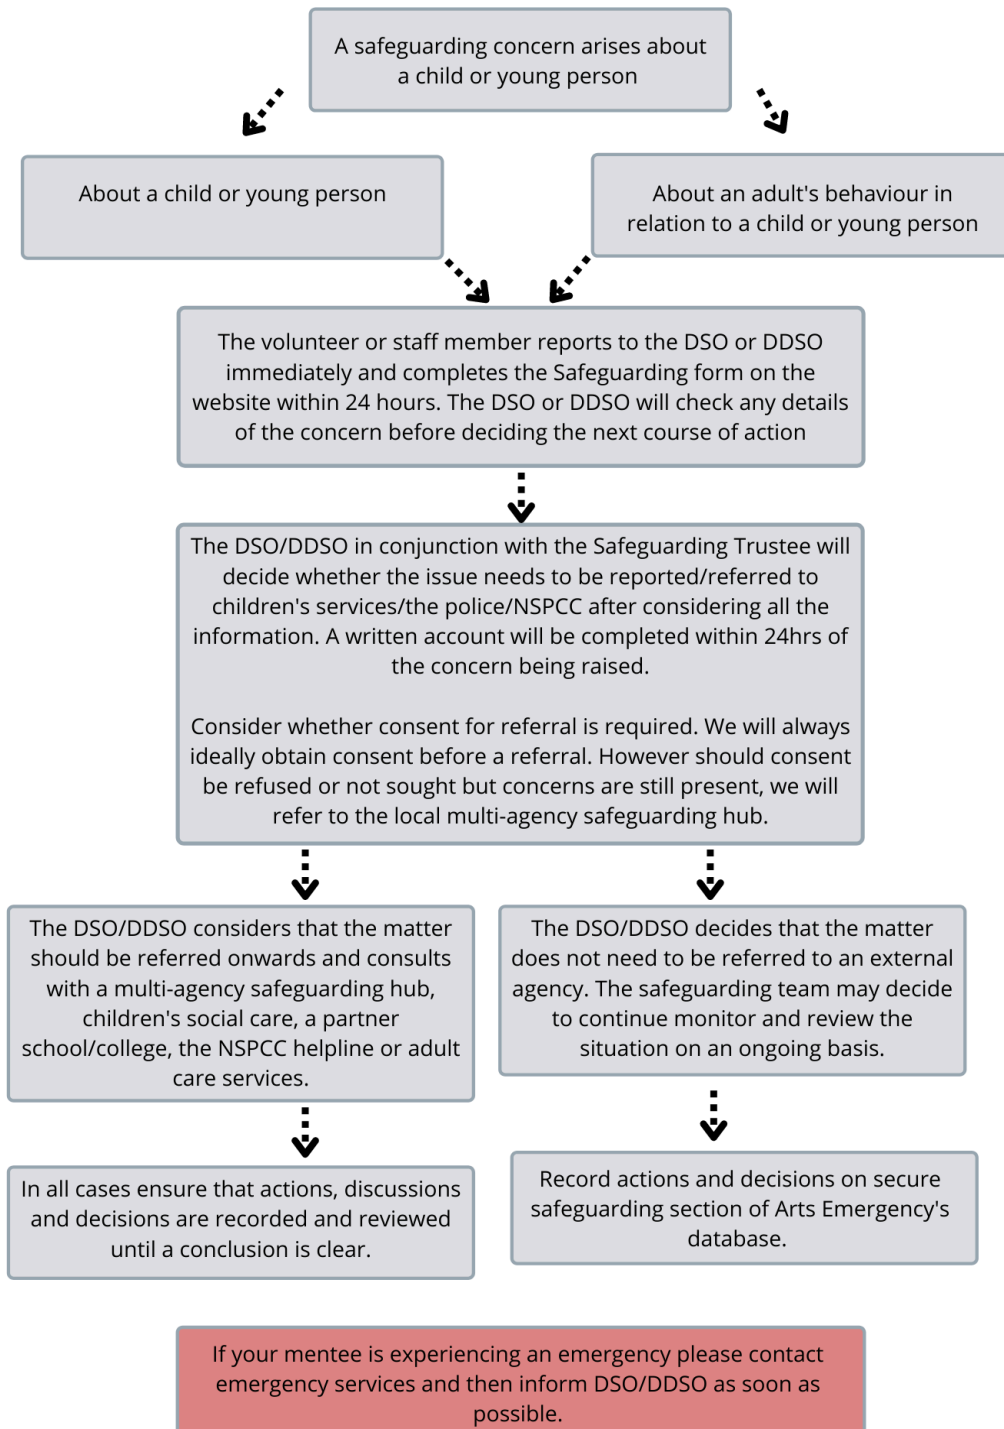 A safeguarding concern arises about
a child or young person
About a child or young person
About an adult's behaviour in
relation to a child or young person
The volunteer or staff member reports to the DSO or DDSO
immediately and completes the Safeguarding form on the
website within 24 hours. The DSO or DDSO will check any details
of the concern before deciding the next course of action
The DSO/DDSO in conjunction with the Safeguarding Trustee will
decide whether the issue needs to be reported/referred to
children's services/the police/NSPCC after considering all the
information. A written account will be completed within 24hrs of
the concern being raised.
Consider whether consent for referral is required. We will always
ideally obtain consent before a referral. However should consent
be refused or not sought but concerns are still present, we will
refer to the local multi-agency safeguarding hub.
The DSO/DDSO considers that the matter
should be referred onwards and consults
with a multi-agency safeguarding hub,
children's social care, a partner
school/college, the NSPCC helpline or adult
care services.
The DSO/DDSO decides that the matter
does not need to be referred to an external
agency. The safeguarding team may decide
to continue monitor and review the
situation on an ongoing basis.
In all cases ensure that actions, discussions
and decisions are recorded and reviewed
until a conclusion is clear.
Record actions and decisions on secure
safeguarding section of Arts Emergency's
database.
If your mentee is experiencing an emergency please contact
emergency services and then inform DSO/DDSO as soon as
possible.